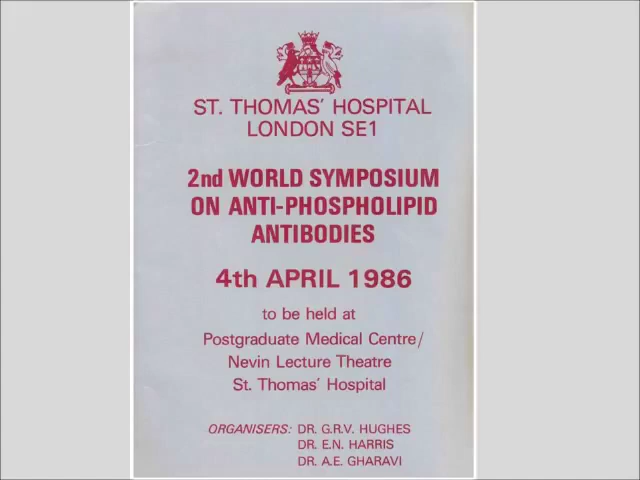 ST. THOMAS' HOSPITAL
LONDON SE1
2nd WORLD SYMPOSIUM
ON ANTI-PHOSPHOLIPID
ANTIBODIES
4th APRIL 1986
to be held at
Postgraduate Medical Centre/
Nevin Lecture Theatre
St. Thomas' Hospital
ORGANISERS: DR. G.R.V. HUGHES
DR. E.N. HARRIS
DR. A.E. GHARAVI